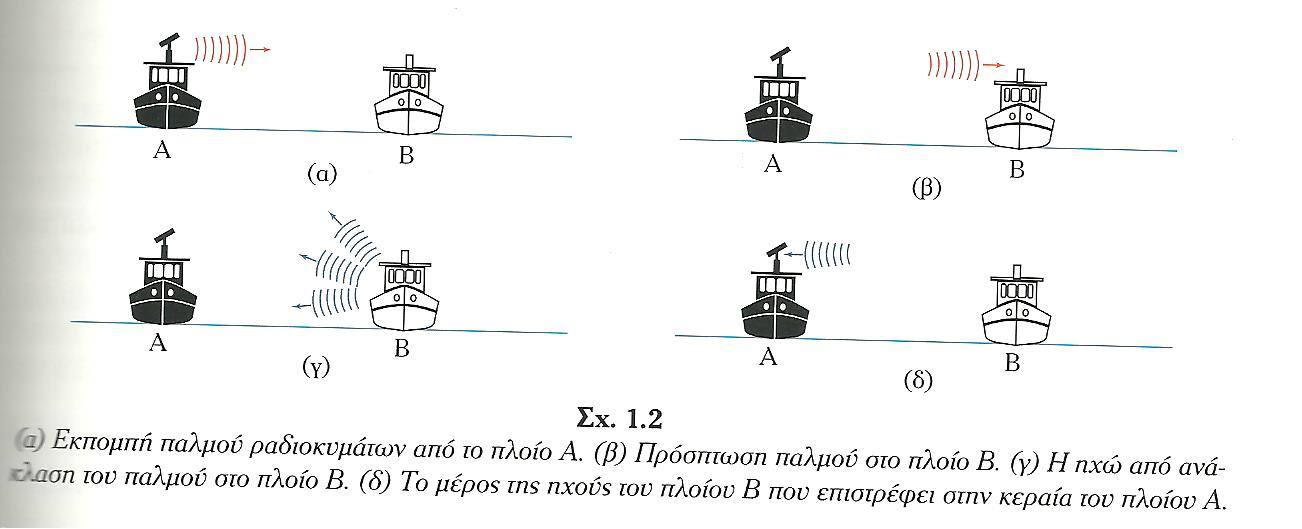 A B
(α)
A B
(β)
A B
(γ)
A B
(δ)
Σχ. 1.2
(α) Εκπομπή παλμού ραδιοκυμάτων από το πλοίο Α. (β) Πρόσπτωση παλμού στο πλοίο Β. (γ) Η ηχώ από ανά-
κλαση του παλμού στο πλοίο Β. (δ) Το μέρος της ηχούς του πλοίου Β που επιστρέφει στην κεραία του πλοίου Α.